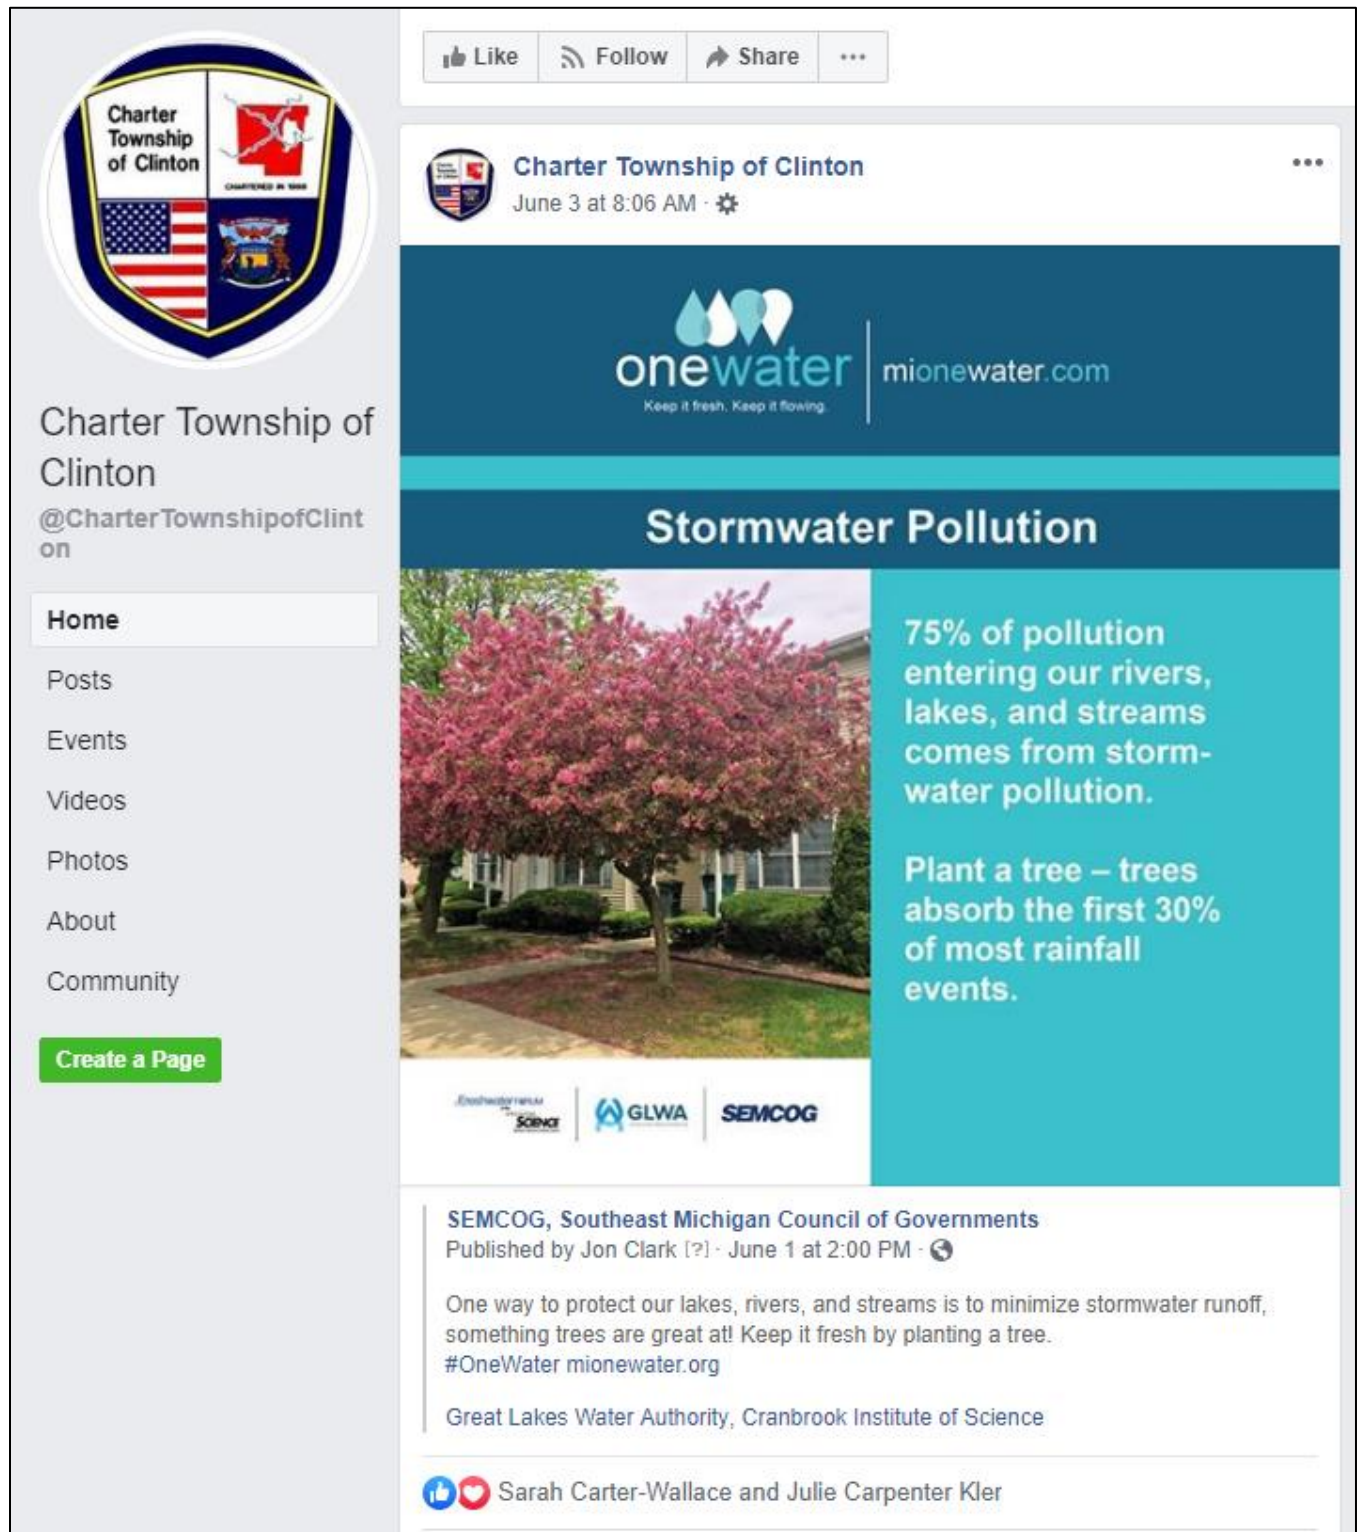 Charter
Township
of Clinton
CHARTERED IN
Charter Township of
Clinton
@CharterTownshipofClint
on
Home
Posts
Events
Videos
Photos
About
Community
Create a Page
Like
Follow
Share
...
Charter Township of Clinton
June 3 at 8:06 AM ·
onewater
Keep it fresh. Keep it flowing.
mionewater.com
Stormwater Pollution
75% of pollution
entering our rivers,
lakes, and streams
comes from storm-
water pollution.
Plant a tree – trees
absorb the first 30%
of most rainfall
events.
SCIENCE
GLWA
SEMCOG
SEMCOG, Southeast Michigan Council of Governments
Published by Jon Clark [?] · June 1 at 2:00 PM ·
One way to protect our lakes, rivers, and streams is to minimize stormwater runoff,
something trees are great at! Keep it fresh by planting a tree.
#OneWater mionewater.org
Great Lakes Water Authority, Cranbrook Institute of Science
Sarah Carter-Wallace and Julie Carpenter Kler